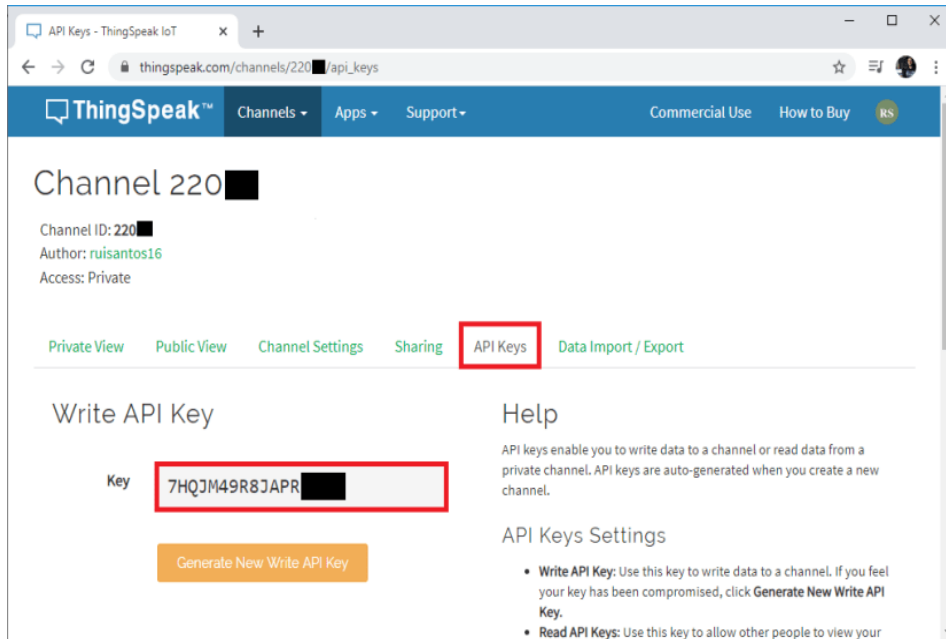 API Keys - ThingSpeak IoT
thingspeak.com/channels/220 /api_keys
ThingSpeak™ Channels Apps Support Commercial Use How to Buy RS
Channel 220
Channel ID: 220
Author: ruisantos16
Access: Private
Private View Public View Channel Settings Sharing API Keys Data Import / Export
Write API Key
Key 7HQJM49R8JAPR
Generate New Write API Key
Help
API keys enable you to write data to a channel or read data from a
private channel. API keys are auto-generated when you create a new
channel.
API Keys Settings
• Write API Key: Use this key to write data to a channel. If you feel
your key has been compromised, click Generate New Write API
Key.
• Read API Keys: Use this key to allow other people to view your